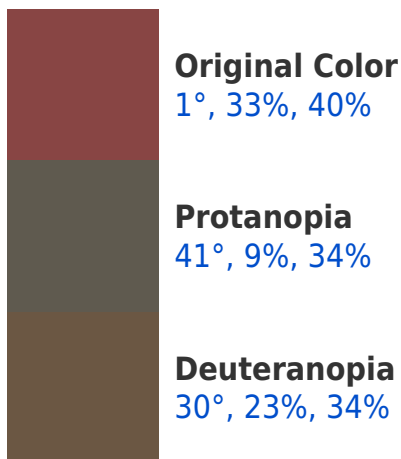 Original Color
1°, 33%, 40%
Protanopia
41°, 9%, 34%
Deuteranopia
30°, 23%, 34%